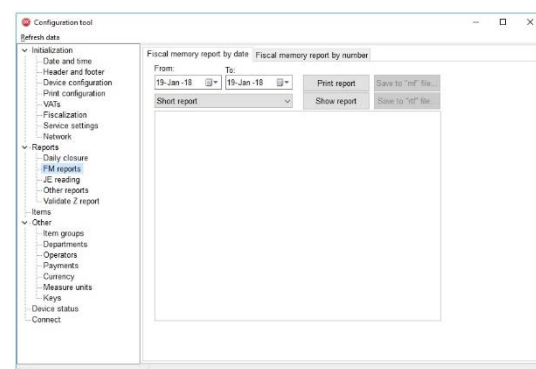 Configuration tool
Refresh data
Initialization
Date and time
Header and footer
Device configuration
Print configuration
VATs
Fiscalization
Service settings
Network
Reports
Daily closure
FM reports
JE reading
Other reports
Validate Z report
Items
Other
Item groups
Departments
Operators
Payments
Currency
Measure units
Keys
Device status
Connect
Fiscal memory report by date Fiscal memory report by number
From: To:
19-Jan -18 19-Jan -18 Print report Save to "mf" file...
Short report Show report Save to "rtf" file...